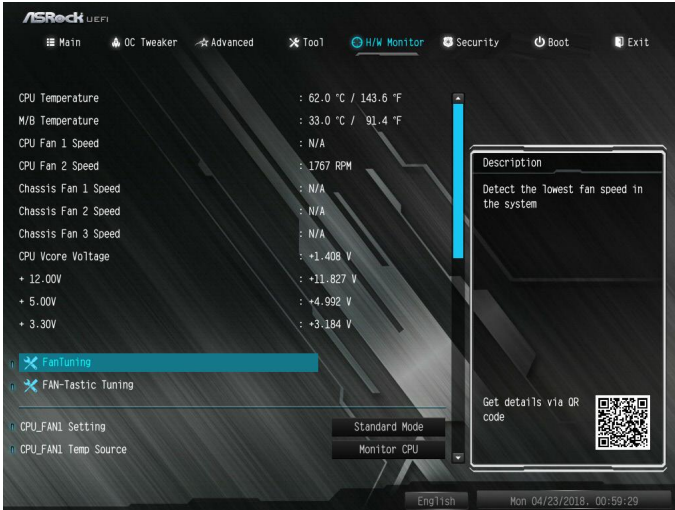 ASRock UEFI
Main OC Tweaker Advanced Tool H/W Monitor Security Boot Exit
CPU Temperature : 62.0 °C / 143.6 °F
M/B Temperature : 33.0 °C / 91.4 °F
CPU Fan 1 Speed : N/A
CPU Fan 2 Speed : 1767 RPM
Chassis Fan 1 Speed : N/A
Chassis Fan 2 Speed : N/A
Chassis Fan 3 Speed : N/A
CPU Vcore Voltage : +1.408 V
+ 12.00V : +11.827 V
+ 5.00V : +4.992 V
+ 3.30V : +3.184 V
FanTuning
FAN-Tastic Tuning
CPU_FAN1 Setting Standard Mode
CPU_FAN1 Temp Source Monitor CPU
Description
Detect the lowest fan speed in
the system
Get details via QR
code
English Mon 04/23/2018. 00:59:29